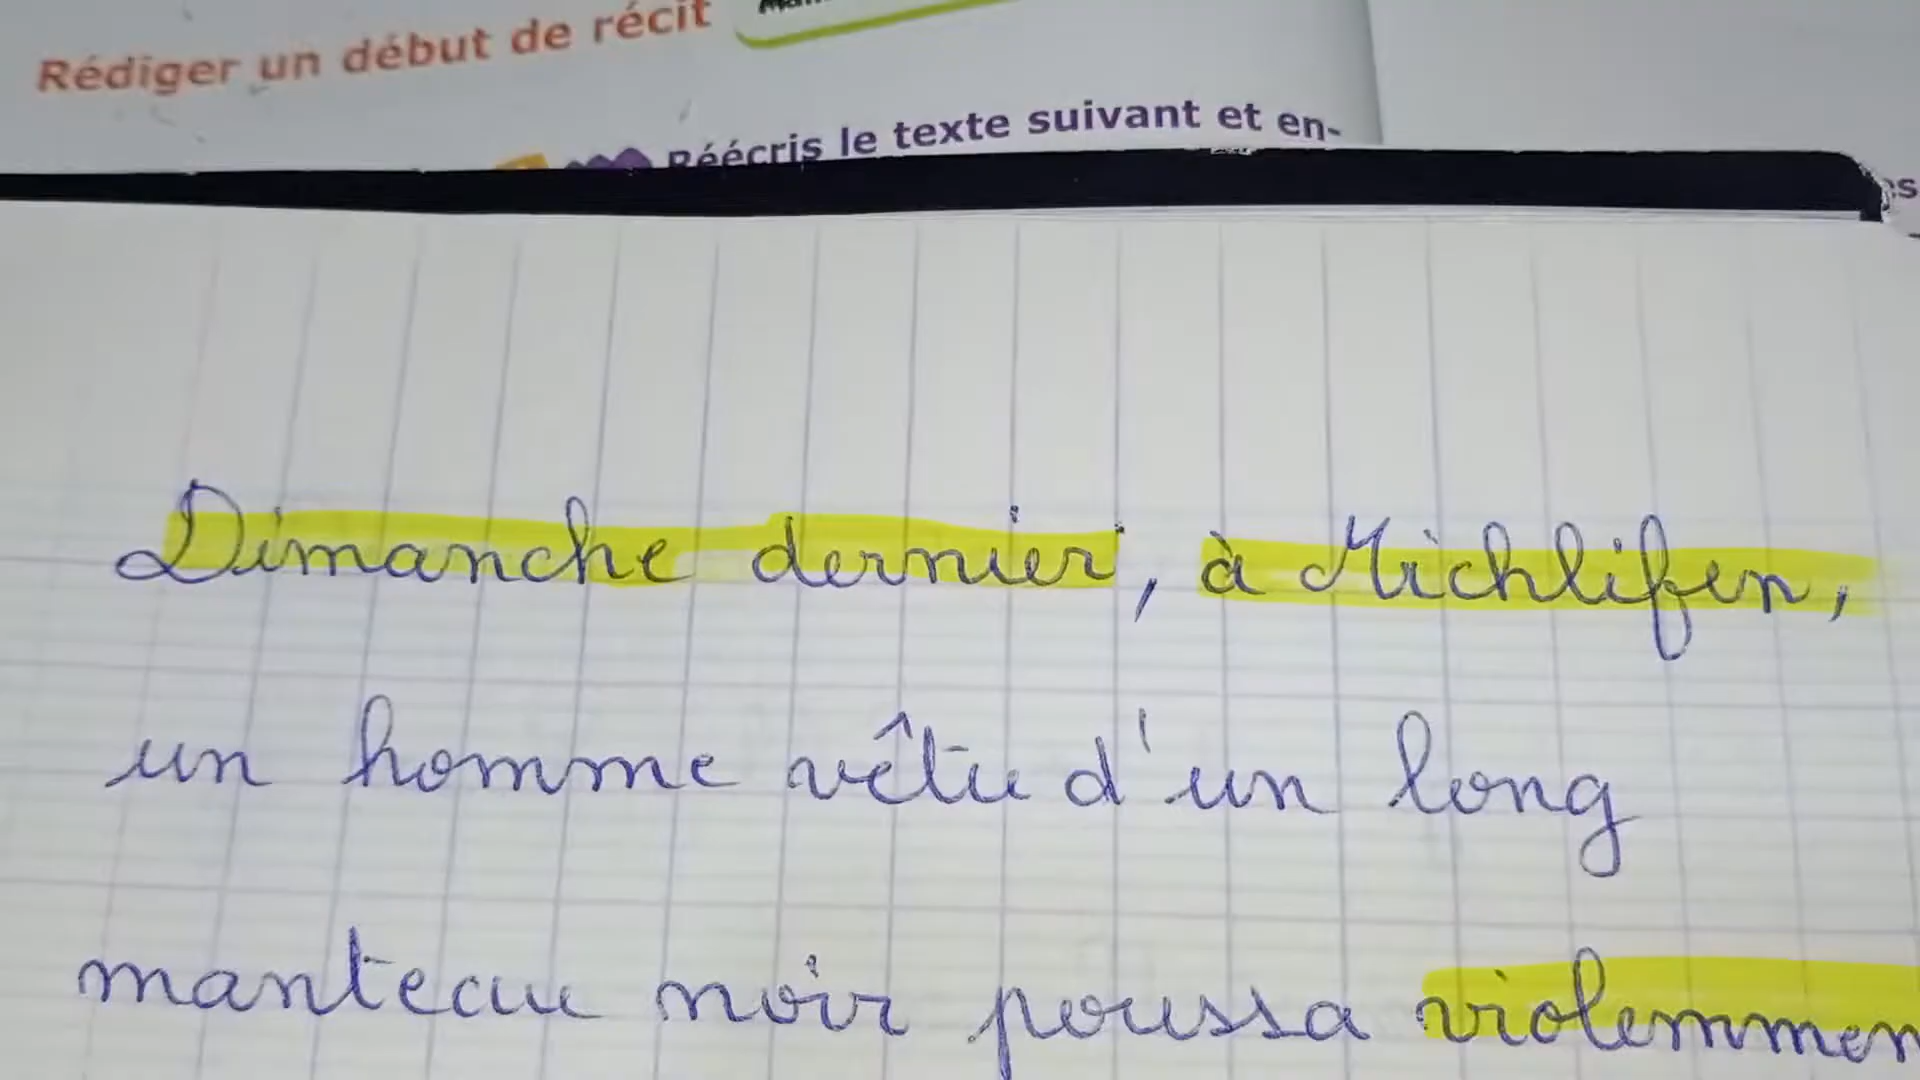 Rédiger un début de récit
Réécris le texte suivant et en-
Dimanche dernier, à Michlifen,
un homme vêtu d'un long
manteau noir poussa violemmen